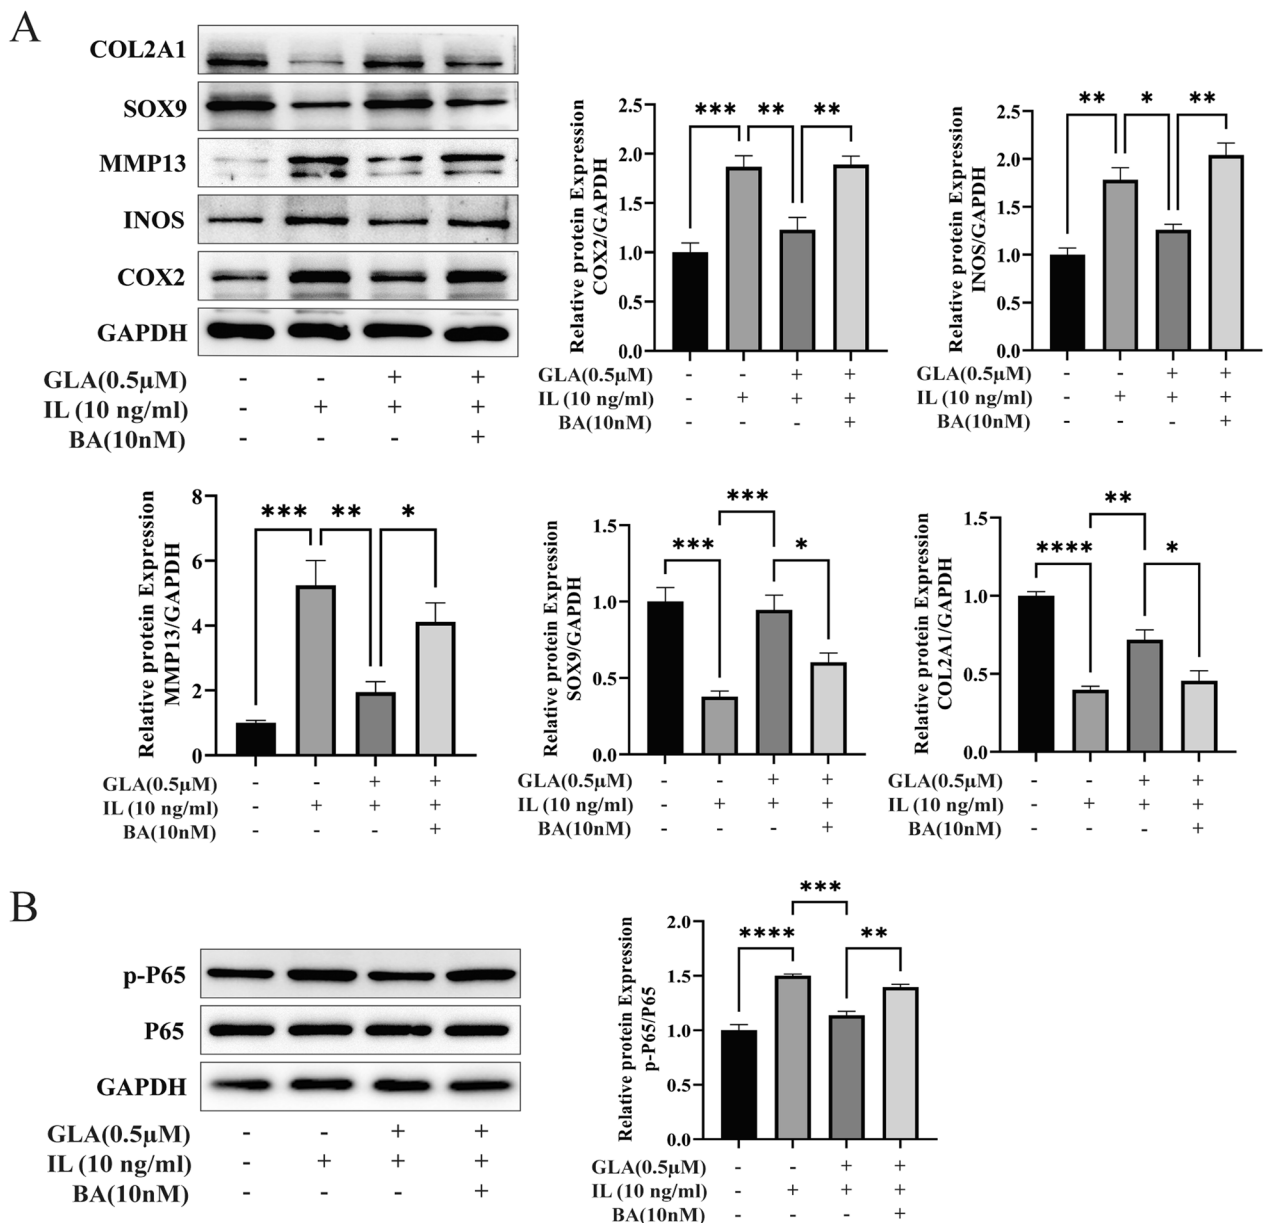 A
COL2A1
SOX9
MMP13
INOS
COX2
GAPDH
GLA(0.5μM) - - + +
IL (10 ng/ml) - + + +
BA(10nM) - - - +
Relative protein Expression
COX2/GAPDH
2.5
2.0
1.5
1.0
0.5
0.0
*** ** **
GLA(0.5μM) - - + +
IL (10 ng/ml) - + + +
BA(10nM) - - - +
Relative protein Expression
INOS/GAPDH
2.5
2.0
1.5
1.0
0.5
0.0
** * **
GLA(0.5μM) - - + +
IL (10 ng/ml) - + + +
BA(10nM) - - - +
Relative protein Expression
MMP13/GAPDH
8
6
4
2
0
*** ** *
GLA(0.5μM) - - + +
IL (10 ng/ml) - + + +
BA(10nM) - - - +
Relative protein Expression
SOX9/GAPDH
1.5
1.0
0.5
0.0
***
*** *
GLA(0.5μM) - - + +
IL (10 ng/ml) - + + +
BA(10nM) - - - +
Relative protein Expression
COL2A1/GAPDH
1.5
1.0
0.5
0.0
**
**** *
GLA(0.5μM) - - + +
IL (10 ng/ml) - + + +
BA(10nM) - - - +
B
p-P65
P65
GAPDH
GLA(0.5μM) - - + +
IL (10 ng/ml) - + + +
BA(10nM) - - - +
Relative protein Expression
p-P65/P65
2.0
1.5
1.0
0.5
0.0
***
**** **
GLA(0.5μM) - - + +
IL (10 ng/ml) - + + +
BA(10nM) - - - +